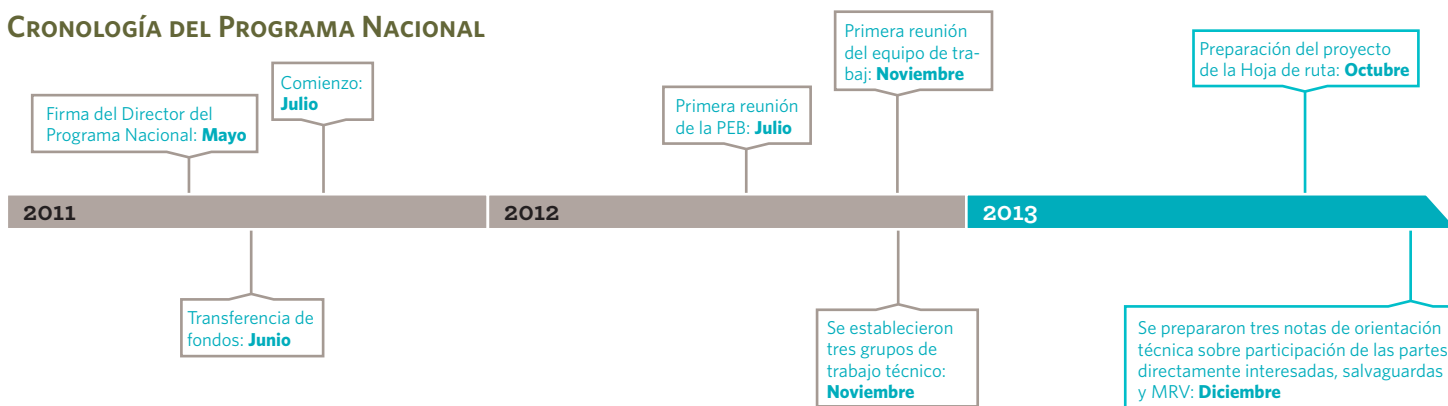 Cronología del Programa Nacional
Firma del Director del
Programa Nacional: Mayo
Comienzo:
Julio
Primera reunión
de la PEB: Julio
Primera reunión
del equipo de tra-
baj: Noviembre
Preparación del proyecto
de la Hoja de ruta: Octubre
2011
2012
2013
Transferencia de
fondos: Junio
Se establecieron
tres grupos de
trabajo técnico:
Noviembre
Se prepararon tres notas de orientación
técnica sobre participación de las partes
directamente interesadas, salvaguardas
y MRV: Diciembre